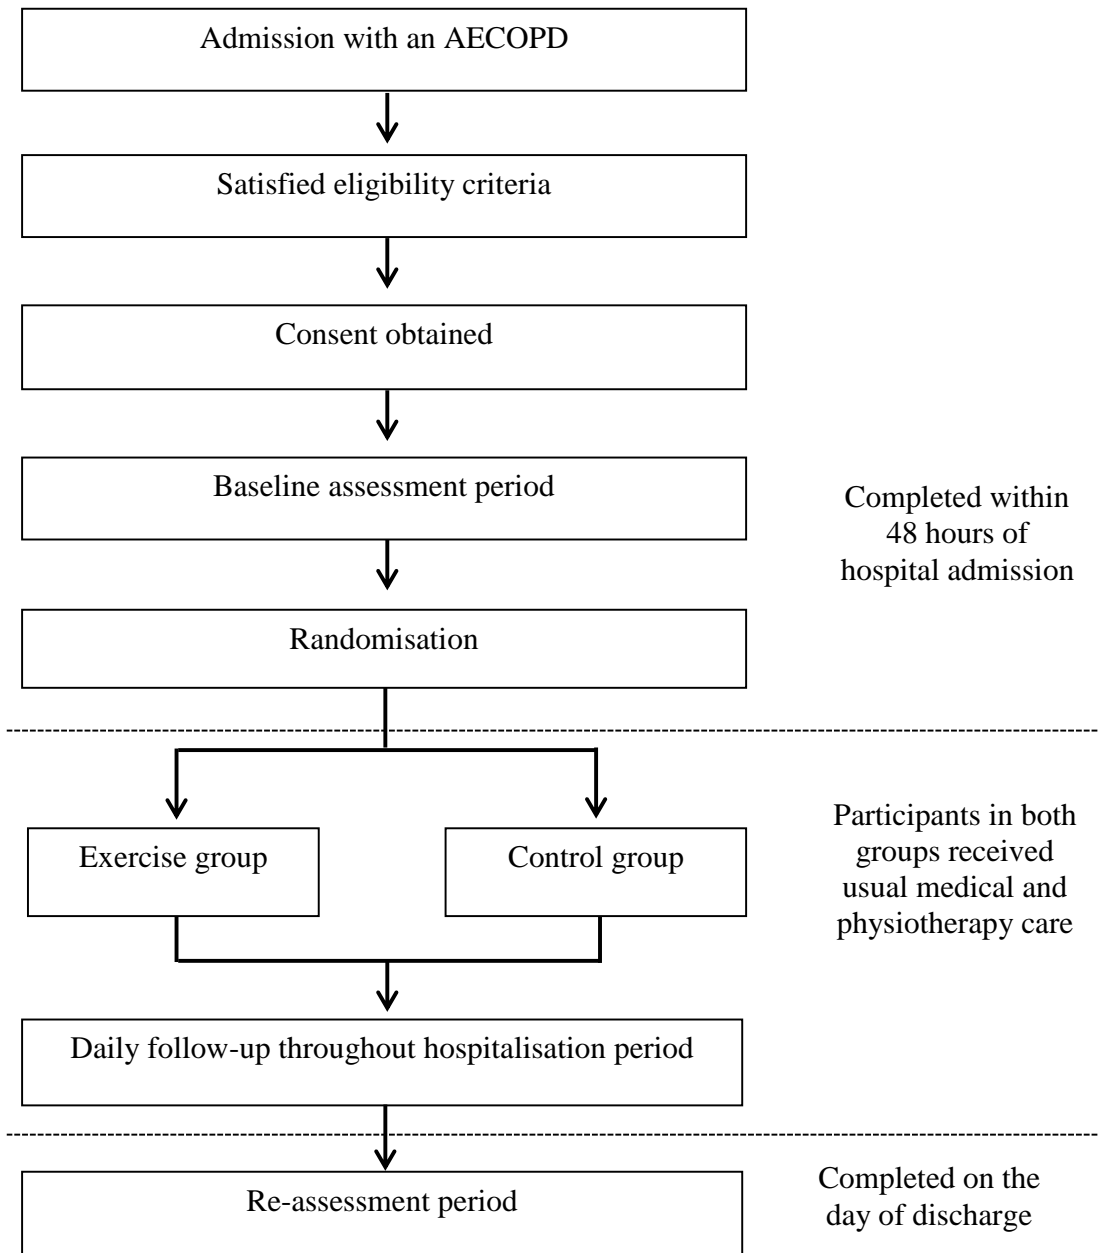 Admission with an AECOPD
Satisfied eligibility criteria
Consent obtained
Baseline assessment period
Completed within
48 hours of
hospital admission
Randomisation
Exercise group
Control group
Participants in both
groups received
usual medical and
physiotherapy care
Daily follow-up throughout hospitalisation period
Re-assessment period
Completed on the
day of discharge